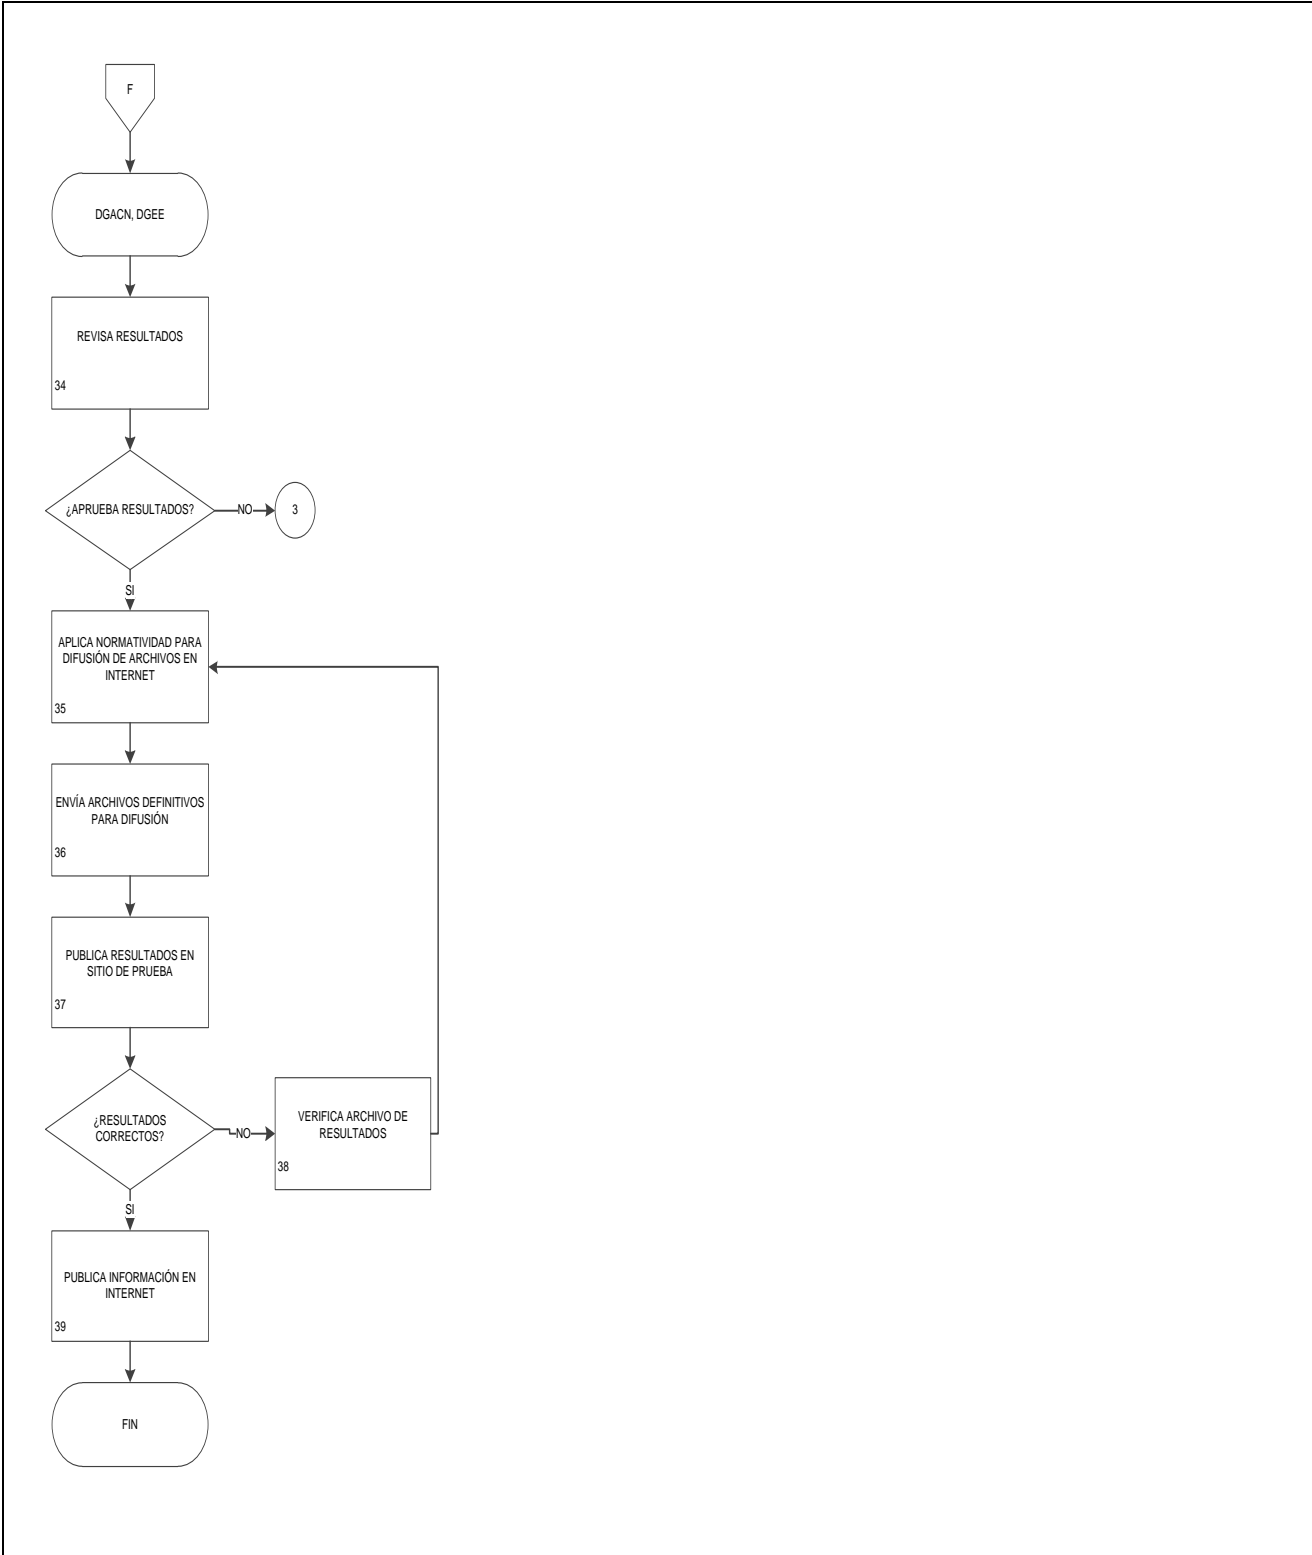 F
DGACN, DGEE
REVISA RESULTADOS
34
¿APRUEBA RESULTADOS?
NO
3
SI
APLICA NORMATIVIDAD PARA
DIFUSIÓN DE ARCHIVOS EN
INTERNET
35
ENVÍA ARCHIVOS DEFINITIVOS
PARA DIFUSIÓN
36
PUBLICA RESULTADOS EN
SITIO DE PRUEBA
37
¿RESULTADOS
CORRECTOS?
NO
VERIFICA ARCHIVO DE
RESULTADOS
38
SI
PUBLICA INFORMACIÓN EN
INTERNET
39
FIN